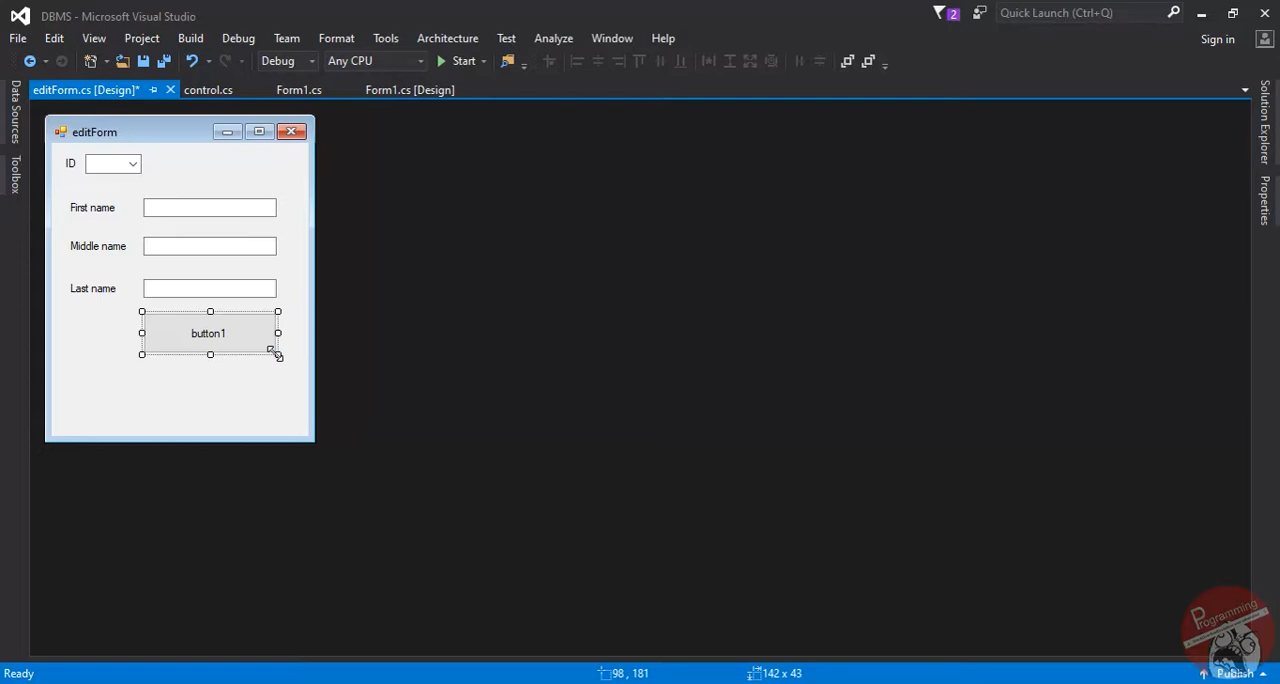 DBMS - Microsoft Visual Studio
2
Quick Launch (Ctrl+Q)
File Edit View Project Build Debug Team Format Tools Architecture Test Analyze Window Help
Sign in
Debug Any CPU Start
editForm.cs [Design]* control.cs Form1.cs Form1.cs [Design]
Data Sources
Toolbox
Solution Explorer
Properties
editForm
ID
First name
Middle name
Last name
button1
Programming
Ready 98 , 181 142 x 43 Publish